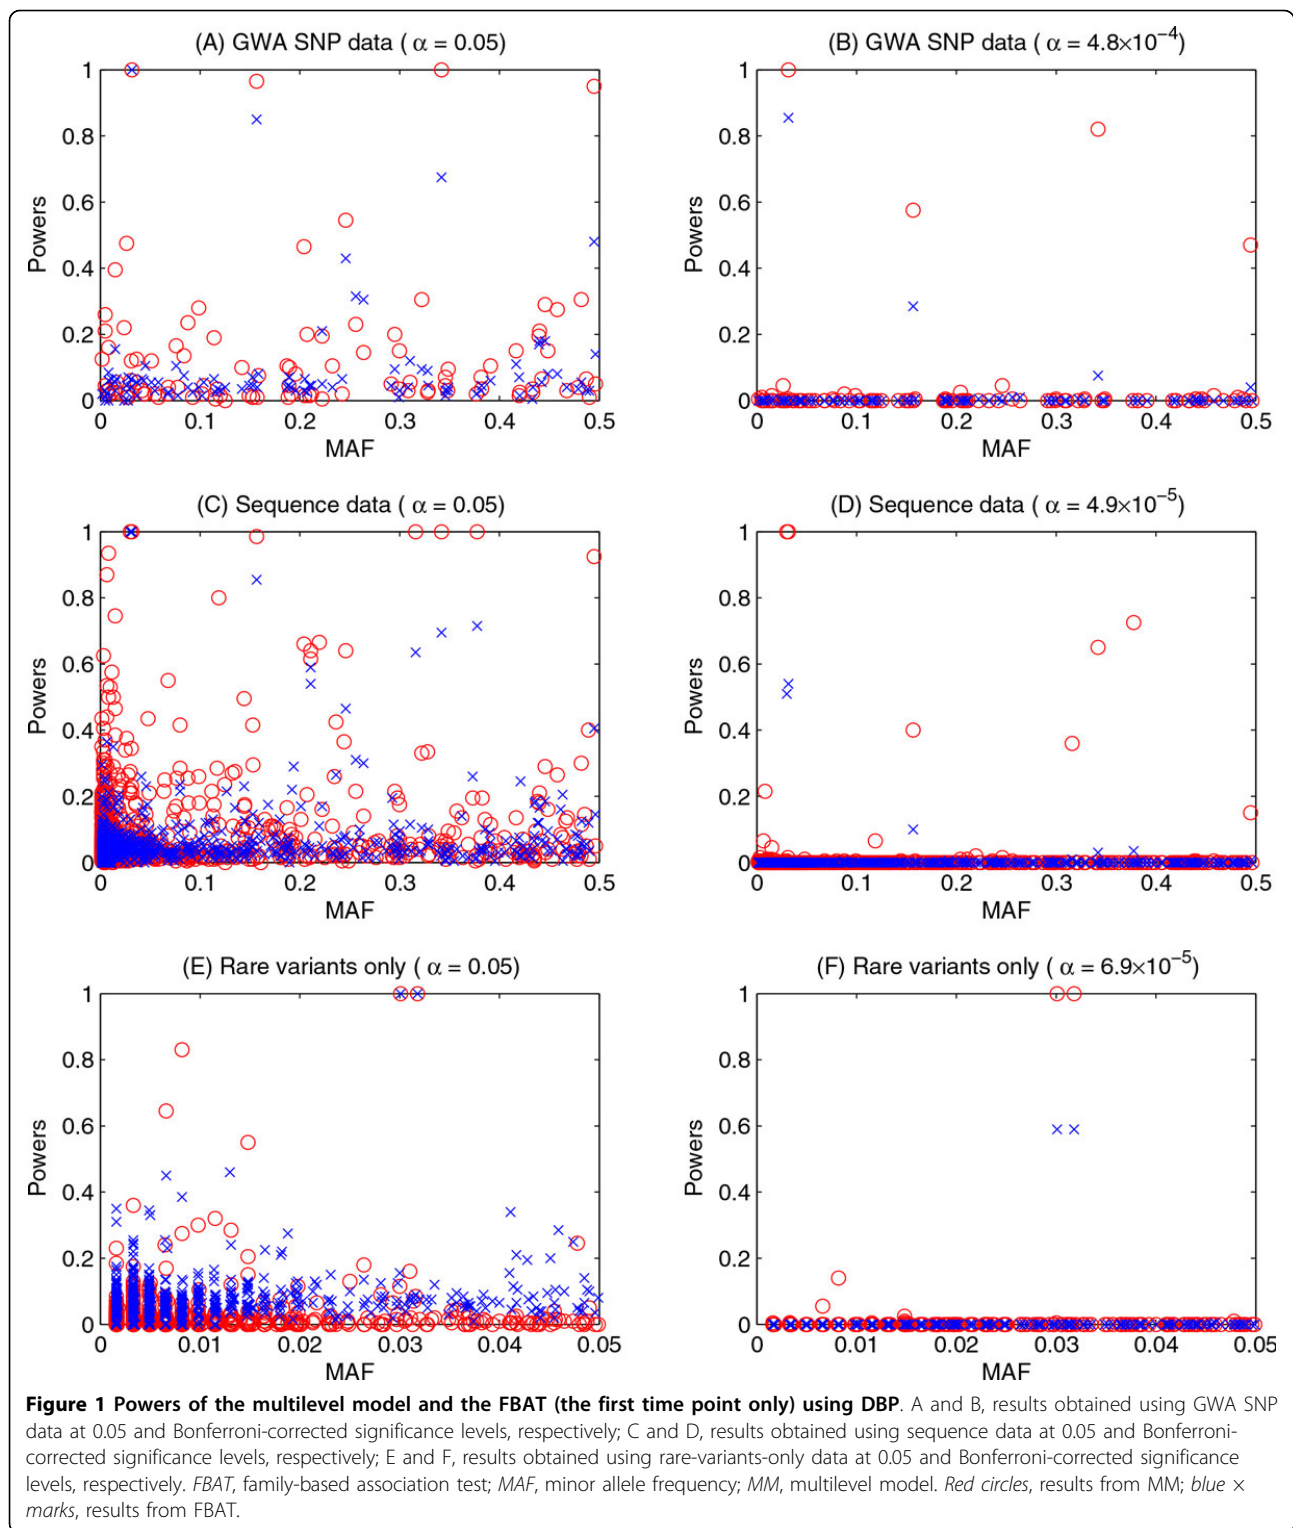 (A) GWA SNP data ( α = 0.05)
1
0.8
0.6
0.4
0.2
0
Powers
0 0.1 0.2 0.3 0.4 0.5
MAF
(B) GWA SNP data ( α = 4.8×10⁻⁴)
1
0.8
0.6
0.4
0.2
0
Powers
0 0.1 0.2 0.3 0.4 0.5
MAF
(C) Sequence data ( α = 0.05)
1
0.8
0.6
0.4
0.2
0
Powers
0 0.1 0.2 0.3 0.4 0.5
MAF
(D) Sequence data ( α = 4.9×10⁻⁵)
1
0.8
0.6
0.4
0.2
0
Powers
0 0.1 0.2 0.3 0.4 0.5
MAF
(E) Rare variants only ( α = 0.05)
1
0.8
0.6
0.4
0.2
0
Powers
0 0.01 0.02 0.03 0.04 0.05
MAF
(F) Rare variants only ( α = 6.9×10⁻⁵)
1
0.8
0.6
0.4
0.2
0
Powers
0 0.01 0.02 0.03 0.04 0.05
MAF
Figure 1 Powers of the multilevel model and the FBAT (the first time point only) using DBP. A and B, results obtained using GWA SNP
data at 0.05 and Bonferroni-corrected significance levels, respectively; C and D, results obtained using sequence data at 0.05 and Bonferroni-
corrected significance levels, respectively; E and F, results obtained using rare-variants-only data at 0.05 and Bonferroni-corrected significance
levels, respectively. FBAT, family-based association test; MAF, minor allele frequency; MM, multilevel model. Red circles, results from MM; blue ×
marks, results from FBAT.